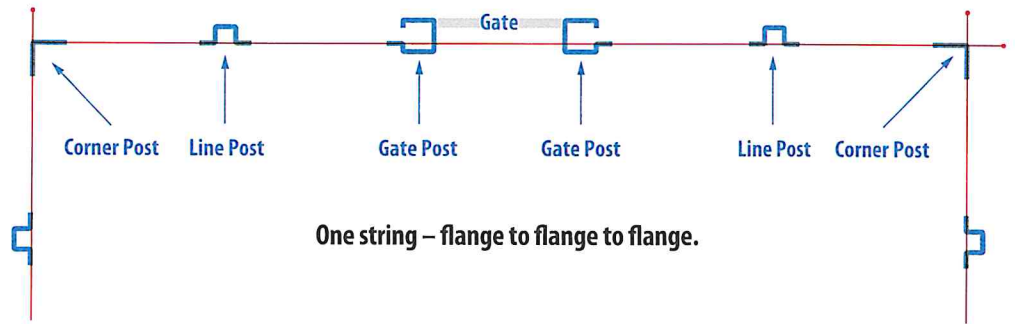 Gate
Corner Post
Line Post
Gate Post
Gate Post
Line Post
Corner Post
One string – flange to flange to flange.